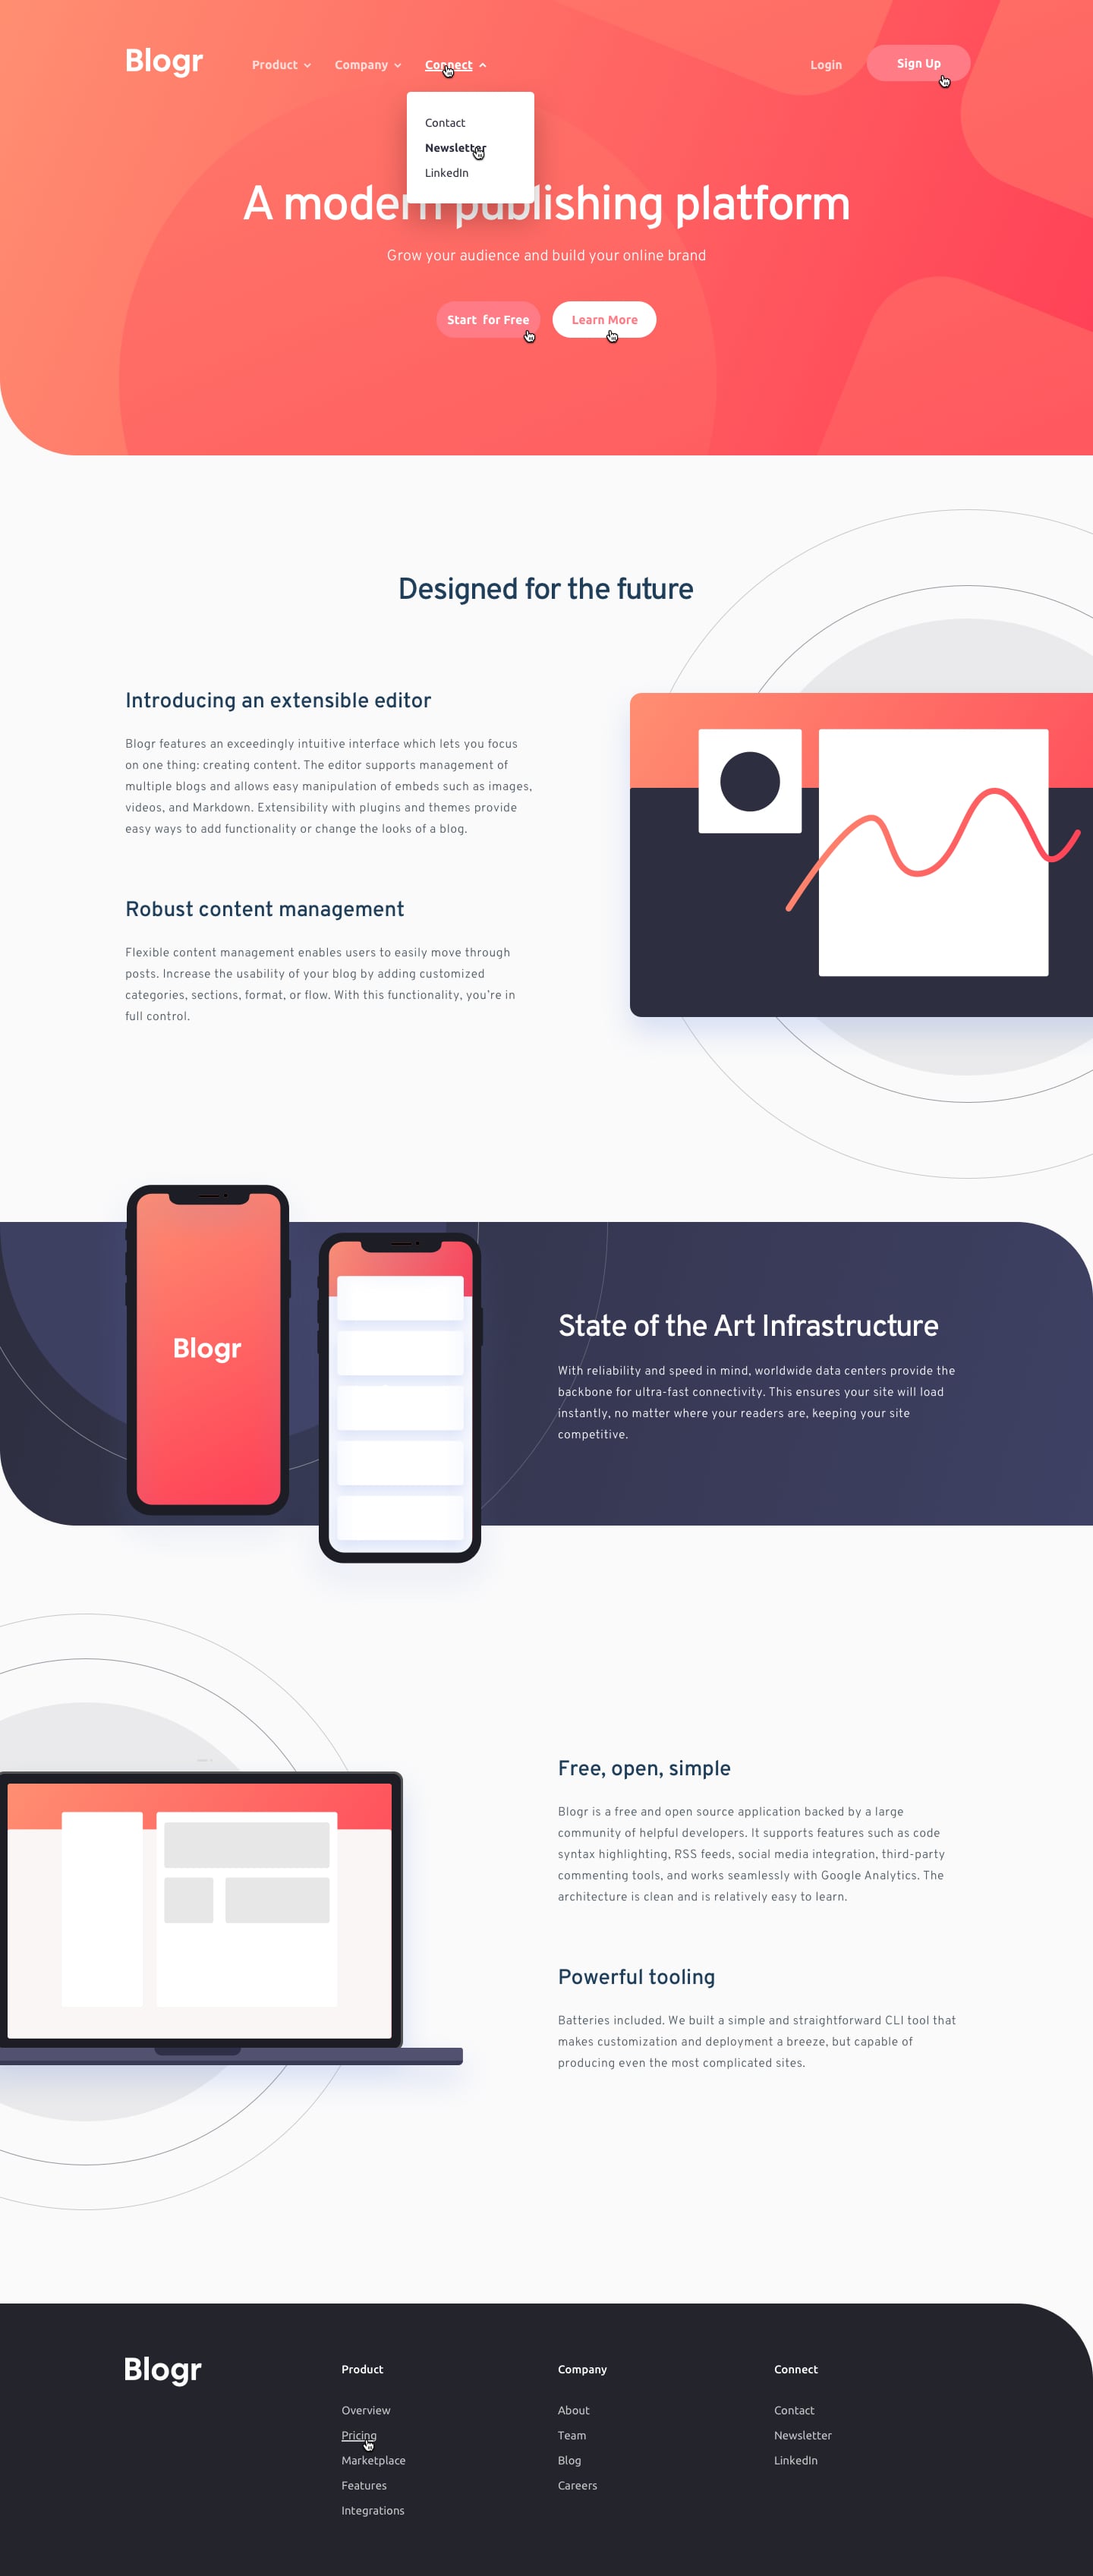 Blogr
Product
Company
Connect
Login
Sign Up
Contact
Newsletter
LinkedIn
A modern publishing platform
Grow your audience and build your online brand
Start for Free
Learn More
Designed for the future
Introducing an extensible editor
Blogr features an exceedingly intuitive interface which lets you focus
on one thing: creating content. The editor supports management of
multiple blogs and allows easy manipulation of embeds such as images,
videos, and Markdown. Extensibility with plugins and themes provide
easy ways to add functionality or change the looks of a blog.
Robust content management
Flexible content management enables users to easily move through
posts. Increase the usability of your blog by adding customized
categories, sections, format, or flow. With this functionality, you’re in
full control.
Blogr
State of the Art Infrastructure
With reliability and speed in mind, worldwide data centers provide the
backbone for ultra-fast connectivity. This ensures your site will load
instantly, no matter where your readers are, keeping your site
competitive.
Free, open, simple
Blogr is a free and open source application backed by a large
community of helpful developers. It supports features such as code
syntax highlighting, RSS feeds, social media integration, third-party
commenting tools, and works seamlessly with Google Analytics. The
architecture is clean and is relatively easy to learn.
Powerful tooling
Batteries included. We built a simple and straightforward CLI tool that
makes customization and deployment a breeze, but capable of
producing even the most complicated sites.
Blogr
Product
Overview
Pricing
Marketplace
Features
Integrations
Company
About
Team
Blog
Careers
Connect
Contact
Newsletter
LinkedIn